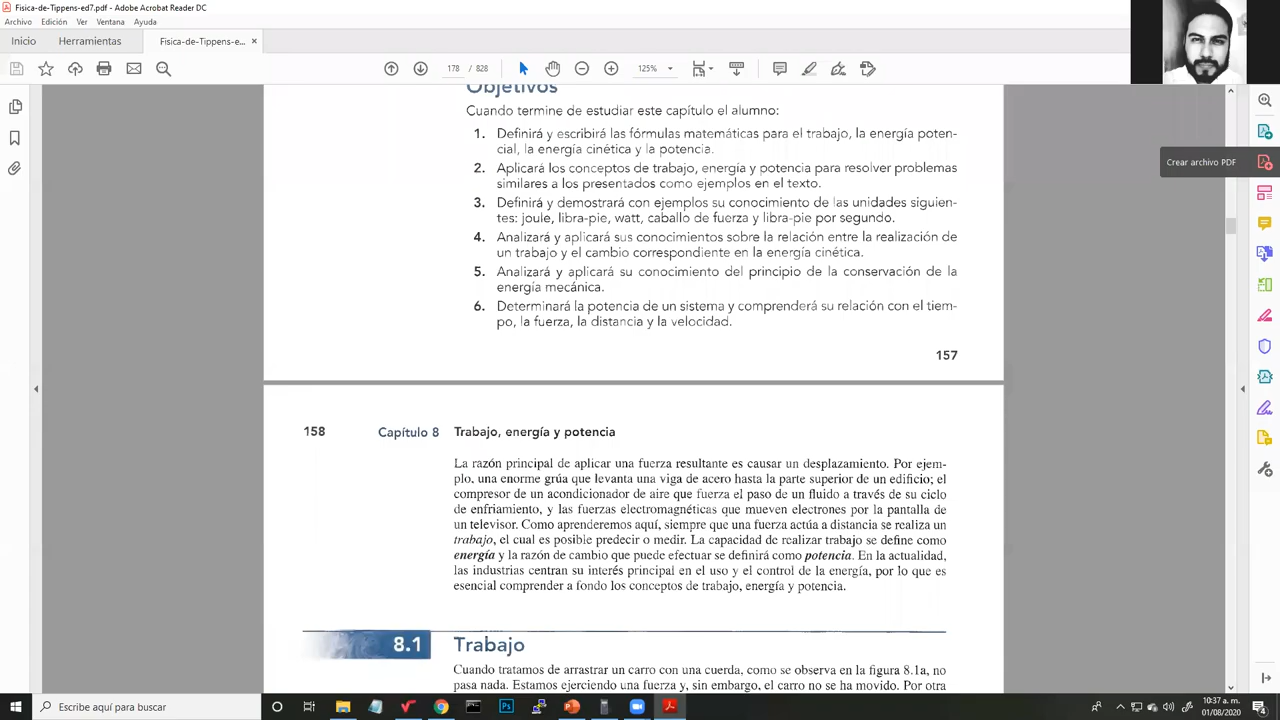 Fisica-de-Tippens-ed7.pdf - Adobe Acrobat Reader DC
Archivo Edición Ver Ventana Ayuda
Inicio Herramientas Fisica-de-Tippens-e... ×
178 / 828 125%
Objetivos
Cuando termine de estudiar este capítulo el alumno:
1. Definirá y escribirá las fórmulas matemáticas para el trabajo, la energía poten-
cial, la energía cinética y la potencia.
2. Aplicará los conceptos de trabajo, energía y potencia para resolver problemas
similares a los presentados como ejemplos en el texto.
Crear archivo PDF
3. Definirá y demostrará con ejemplos su conocimiento de las unidades siguien-
tes: joule, libra-pie, watt, caballo de fuerza y libra-pie por segundo.
4. Analizará y aplicará sus conocimientos sobre la relación entre la realización de
un trabajo y el cambio correspondiente en la energía cinética.
5. Analizará y aplicará su conocimiento del principio de la conservación de la
energía mecánica.
6. Determinará la potencia de un sistema y comprenderá su relación con el tiem-
po, la fuerza, la distancia y la velocidad.
157
158 Capítulo 8 Trabajo, energía y potencia
La razón principal de aplicar una fuerza resultante es causar un desplazamiento. Por ejem-
plo, una enorme grúa que levanta una viga de acero hasta la parte superior de un edificio; el
compresor de un acondicionador de aire que fuerza el paso de un fluido a través de su ciclo
de enfriamiento, y las fuerzas electromagnéticas que mueven electrones por la pantalla de
un televisor. Como aprenderemos aquí, siempre que una fuerza actúa a distancia se realiza un
trabajo, el cual es posible predecir o medir. La capacidad de realizar trabajo se define como
energía y la razón de cambio que puede efectuar se definirá como potencia. En la actualidad,
las industrias centran su interés principal en el uso y el control de la energía, por lo que es
esencial comprender a fondo los conceptos de trabajo, energía y potencia.
8.1 Trabajo
Cuando tratamos de arrastrar un carro con una cuerda, como se observa en la figura 8.1a, no
pasa nada. Estamos ejerciendo una fuerza y, sin embargo, el carro no se ha movido. Por otra
Escribe aquí para buscar
10:37 a. m.
01/08/2020